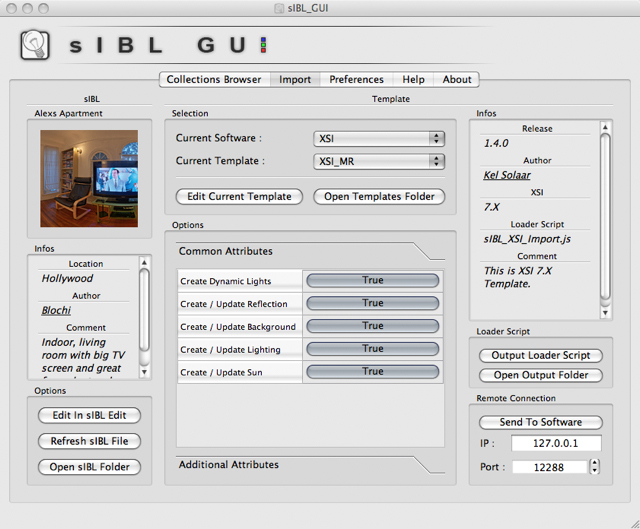 sIBL_GUI
sIBL GUI
Collections Browser Import Preferences Help About
sIBL
Alexs Apartment
Infos
Location
Hollywood
Author
Blochi
Comment
Indoor, living
room with big TV
screen and great
Options
Edit In sIBL Edit
Refresh sIBL File
Open sIBL Folder
Template
Selection
Current Software : XSI
Current Template : XSI_MR
Edit Current Template Open Templates Folder
Options
Common Attributes
Create Dynamic Lights True
Create / Update Reflection True
Create / Update Background True
Create / Update Lighting True
Create / Update Sun True
Additional Attributes
Infos
Release
1.4.0
Author
Kel Solaar
XSI
7.X
Loader Script
sIBL_XSI_Import.js
Comment
This is XSI 7.X
Template.
Loader Script
Output Loader Script
Open Output Folder
Remote Connection
Send To Software
IP : 127.0.0.1
Port : 12288